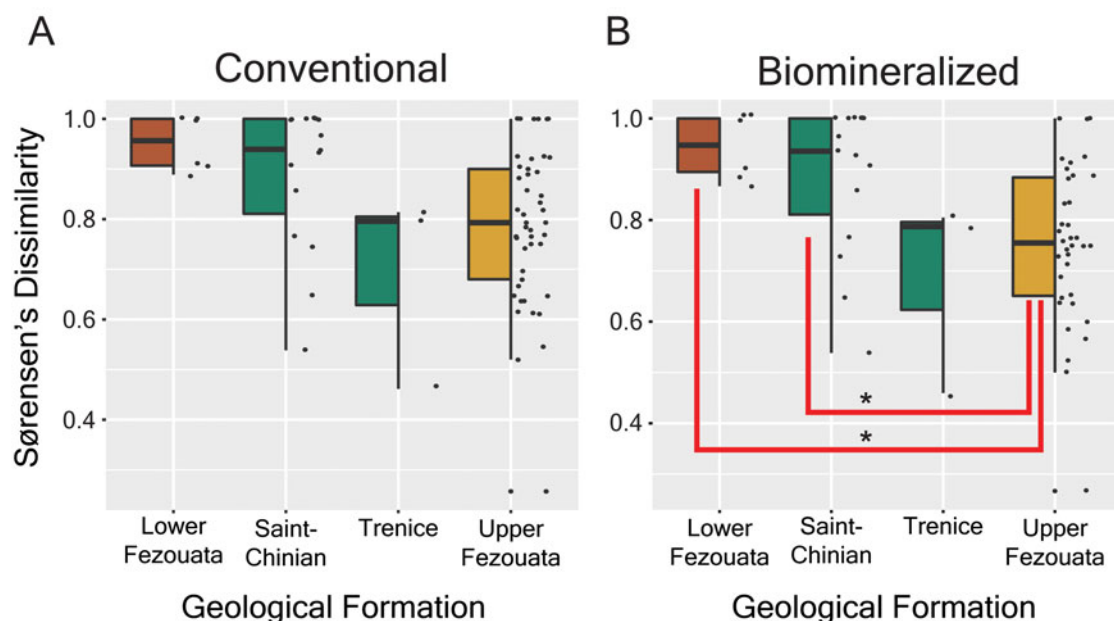 A
Conventional
Sørensen's Dissimilarity
1.0
0.8
0.6
0.4
Lower
Fezouata
Saint-
Chinian
Trenice
Upper
Fezouata
Geological Formation
B
Biomineralized
1.0
0.8
0.6
0.4
*
*
Lower
Fezouata
Saint-
Chinian
Trenice
Upper
Fezouata
Geological Formation